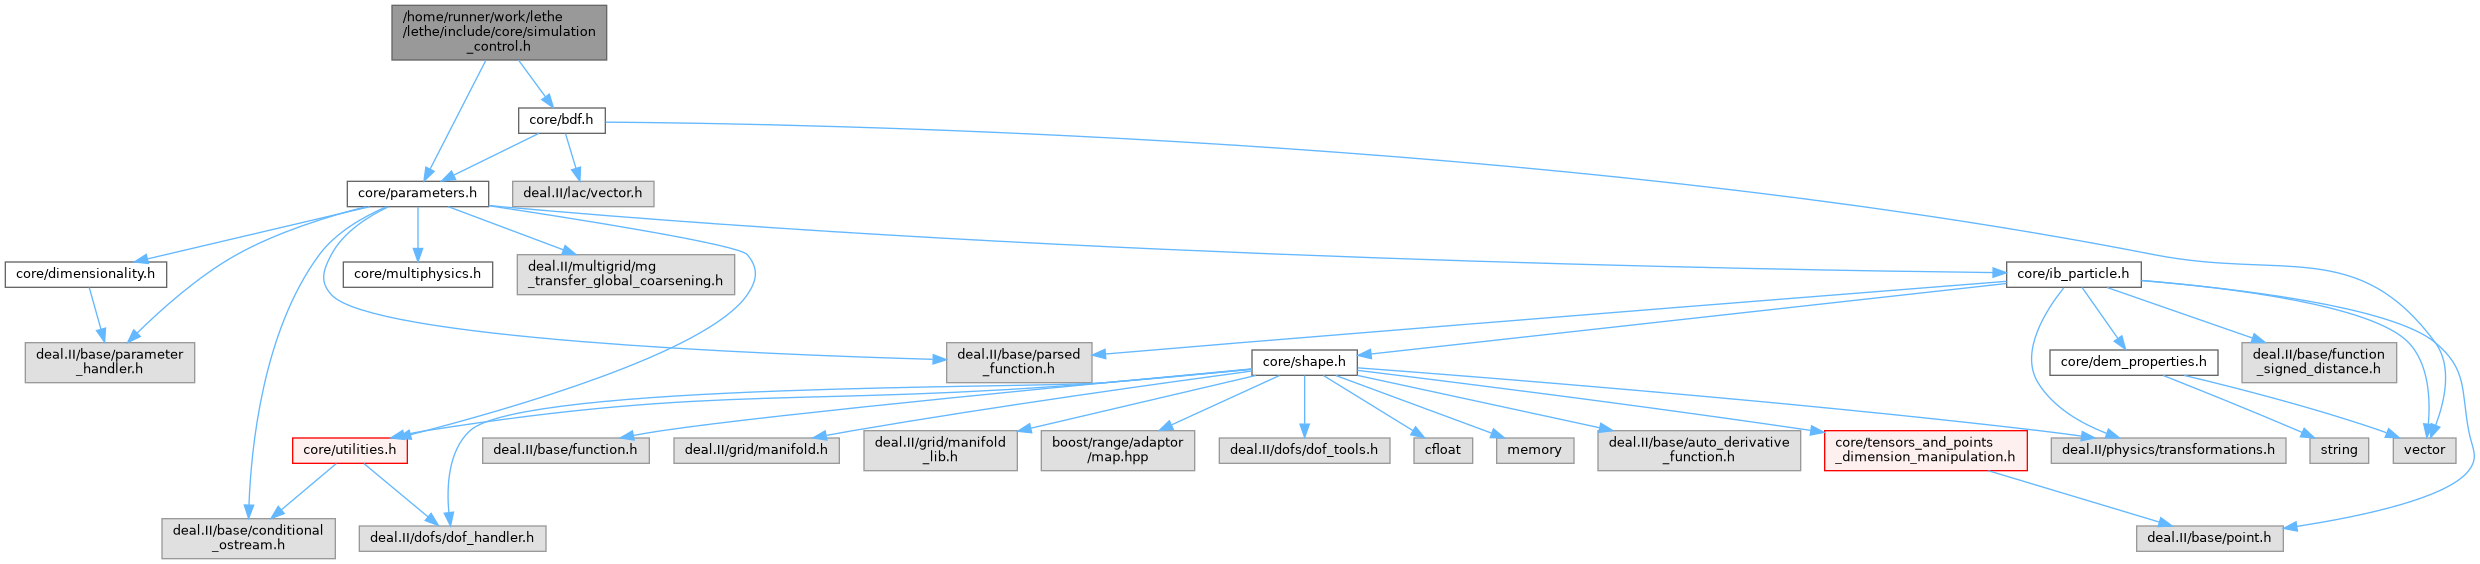 /home/runner/work/lethe
/lethe/include/core/simulation
_control.h
core/bdf.h
core/parameters.h
deal.II/lac/vector.h
core/dimensionality.h
core/multiphysics.h
deal.II/multigrid/mg
_transfer_global_coarsening.h
core/ib_particle.h
deal.II/base/parameter
_handler.h
deal.II/base/parsed
_function.h
core/shape.h
core/dem_properties.h
deal.II/base/function
_signed_distance.h
core/utilities.h
deal.II/base/function.h
deal.II/grid/manifold.h
deal.II/grid/manifold
_lib.h
boost/range/adaptor
/map.hpp
deal.II/dofs/dof_tools.h
cfloat
memory
deal.II/base/auto_derivative
_function.h
core/tensors_and_points
_dimension_manipulation.h
deal.II/physics/transformations.h
string
vector
deal.II/base/conditional
_ostream.h
deal.II/dofs/dof_handler.h
deal.II/base/point.h